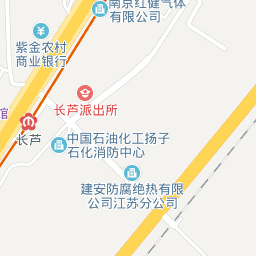 南京红健气体
有限公司
紫金农村
商业银行
长芦派出所
馆
长芦
中国石油化工扬子
石化消防中心
建安防腐绝热有限
公司江苏分公司